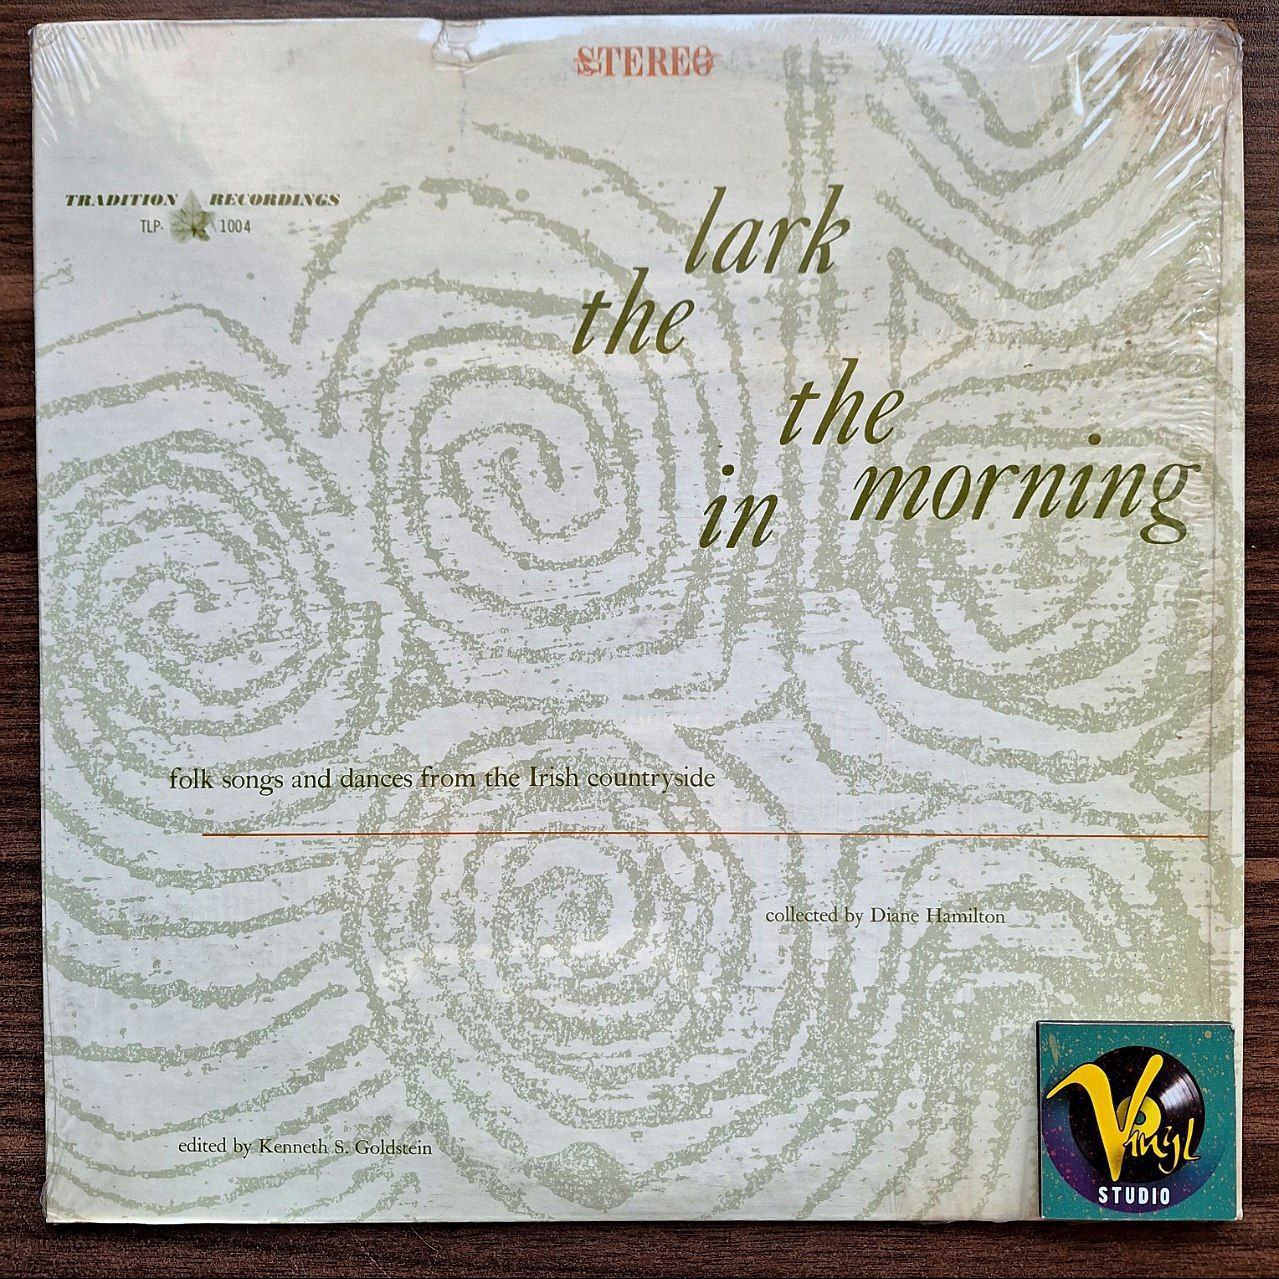 STEREO
TRADITION RECORDINGS
TLP- 1004
lark
the
the
in morning
folk songs and dances from the Irish countryside
collected by Diane Hamilton
edited by Kenneth S. Goldstein
Vinyl
STUDIO